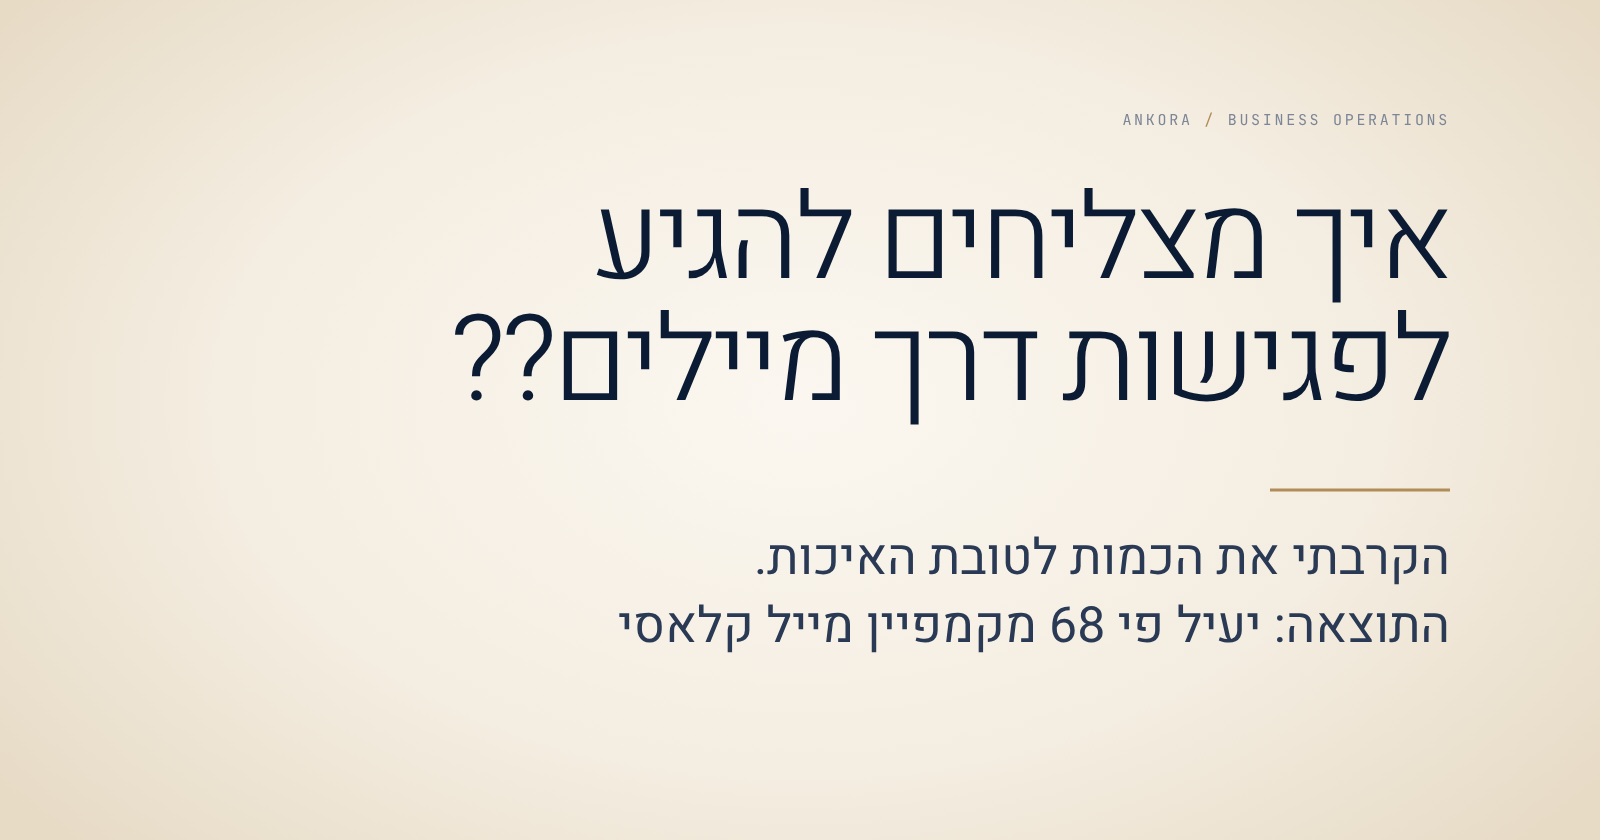 ANKORA / BUSINESS OPERATIONS
איך מצליחים להגיע
לפגישות דרך מיילים??
הקרבתי את הכמות לטובת האיכות.
התוצאה: יעיל פי 68 מקמפיין מייל קלאסי